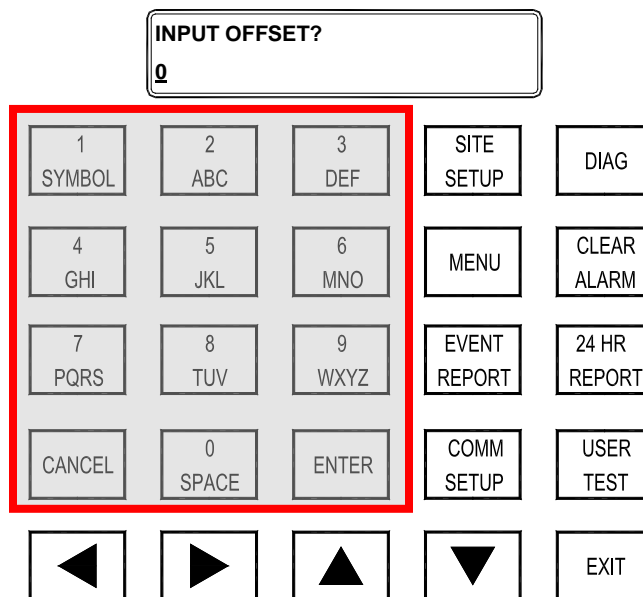 INPUT OFFSET?
0
1
SYMBOL
2
ABC
3
DEF
SITE
SETUP
DIAG
4
GHI
5
JKL
6
MNO
MENU
CLEAR
ALARM
7
PQRS
8
TUV
9
WXYZ
EVENT
REPORT
24 HR
REPORT
CANCEL
0
SPACE
ENTER
COMM
SETUP
USER
TEST
EXIT